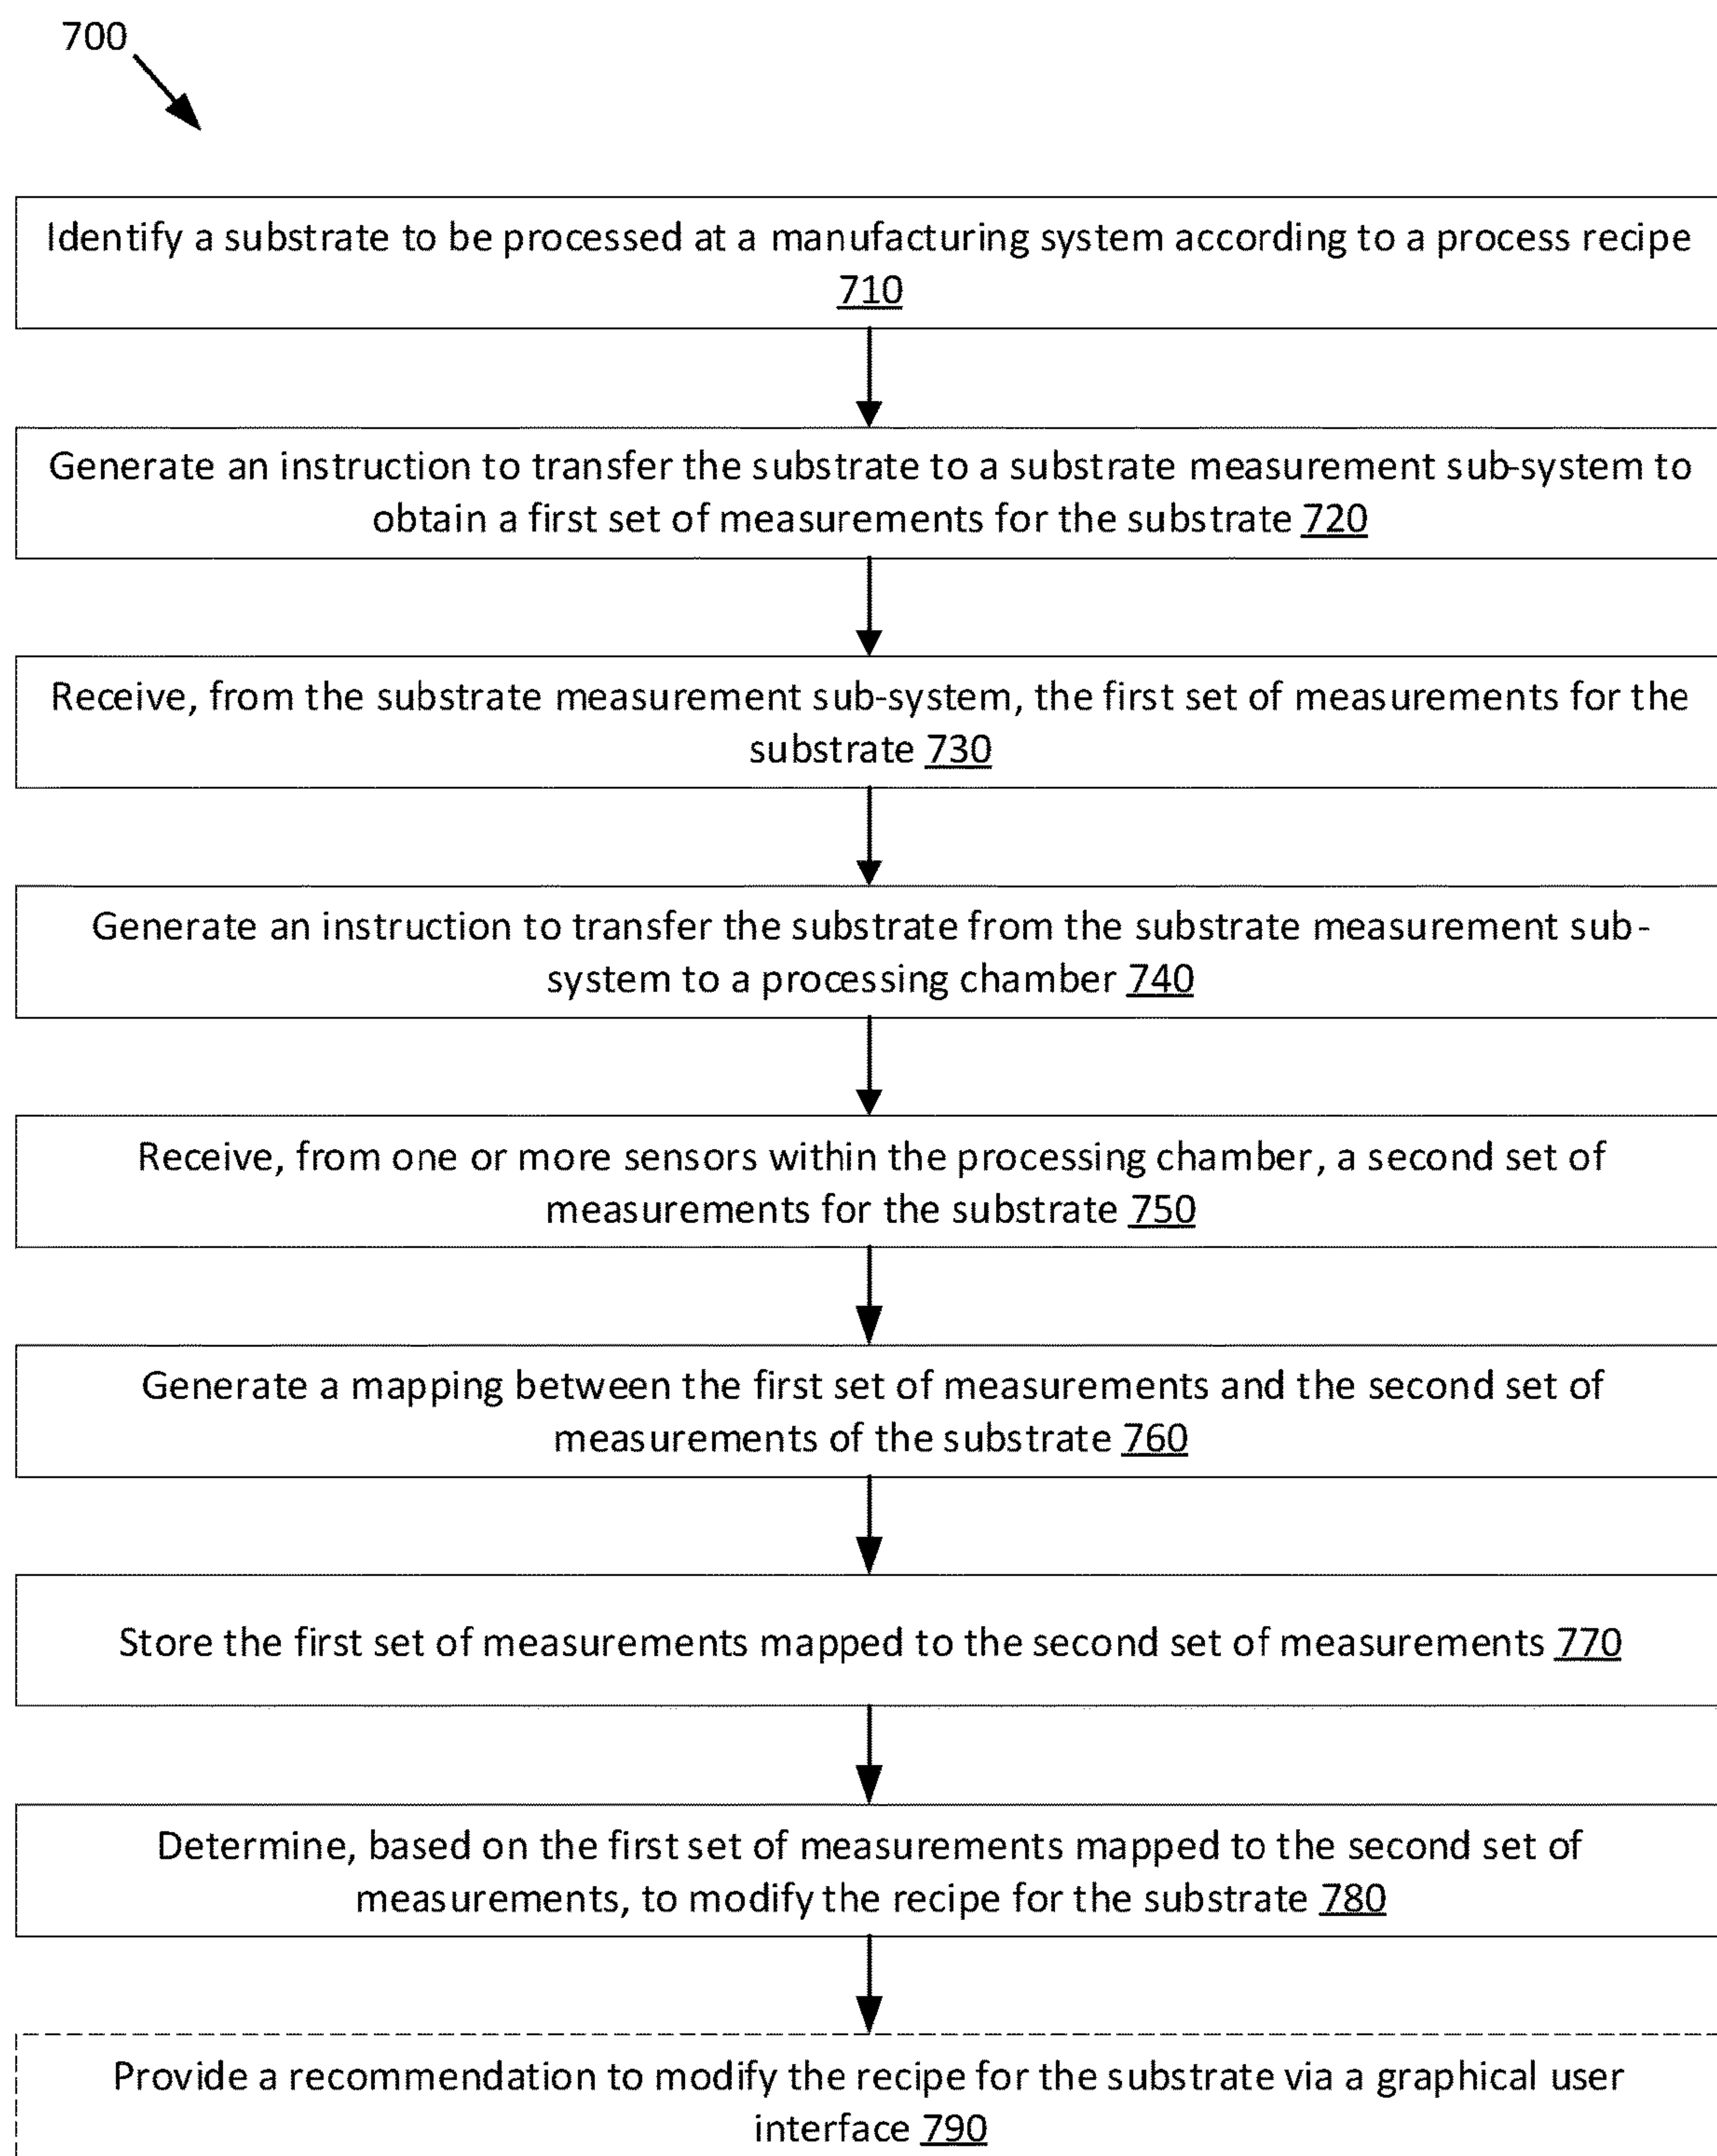 700
Identify a substrate to be processed at a manufacturing system according to a process recipe
710
Generate an instruction to transfer the substrate to a substrate measurement sub-system to
obtain a first set of measurements for the substrate 720
Receive, from the substrate measurement sub-system, the first set of measurements for the
substrate 730
Generate an instruction to transfer the substrate from the substrate measurement sub-
system to a processing chamber 740
Receive, from one or more sensors within the processing chamber, a second set of
measurements for the substrate 750
Generate a mapping between the first set of measurements and the second set of
measurements of the substrate 760
Store the first set of measurements mapped to the second set of measurements 770
Determine, based on the first set of measurements mapped to the second set of
measurements, to modify the recipe for the substrate 780
Provide a recommendation to modify the recipe for the substrate via a graphical user
interface 790